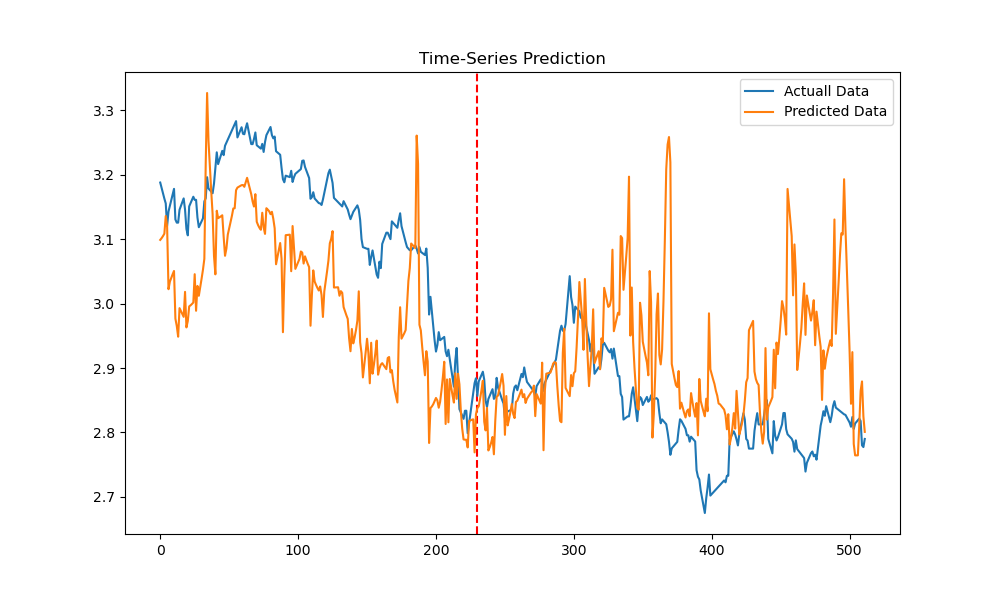 Time-Series Prediction
Actuall Data
Predicted Data
3.3
3.2
3.1
3.0
2.9
2.8
2.7
0 100 200 300 400 500